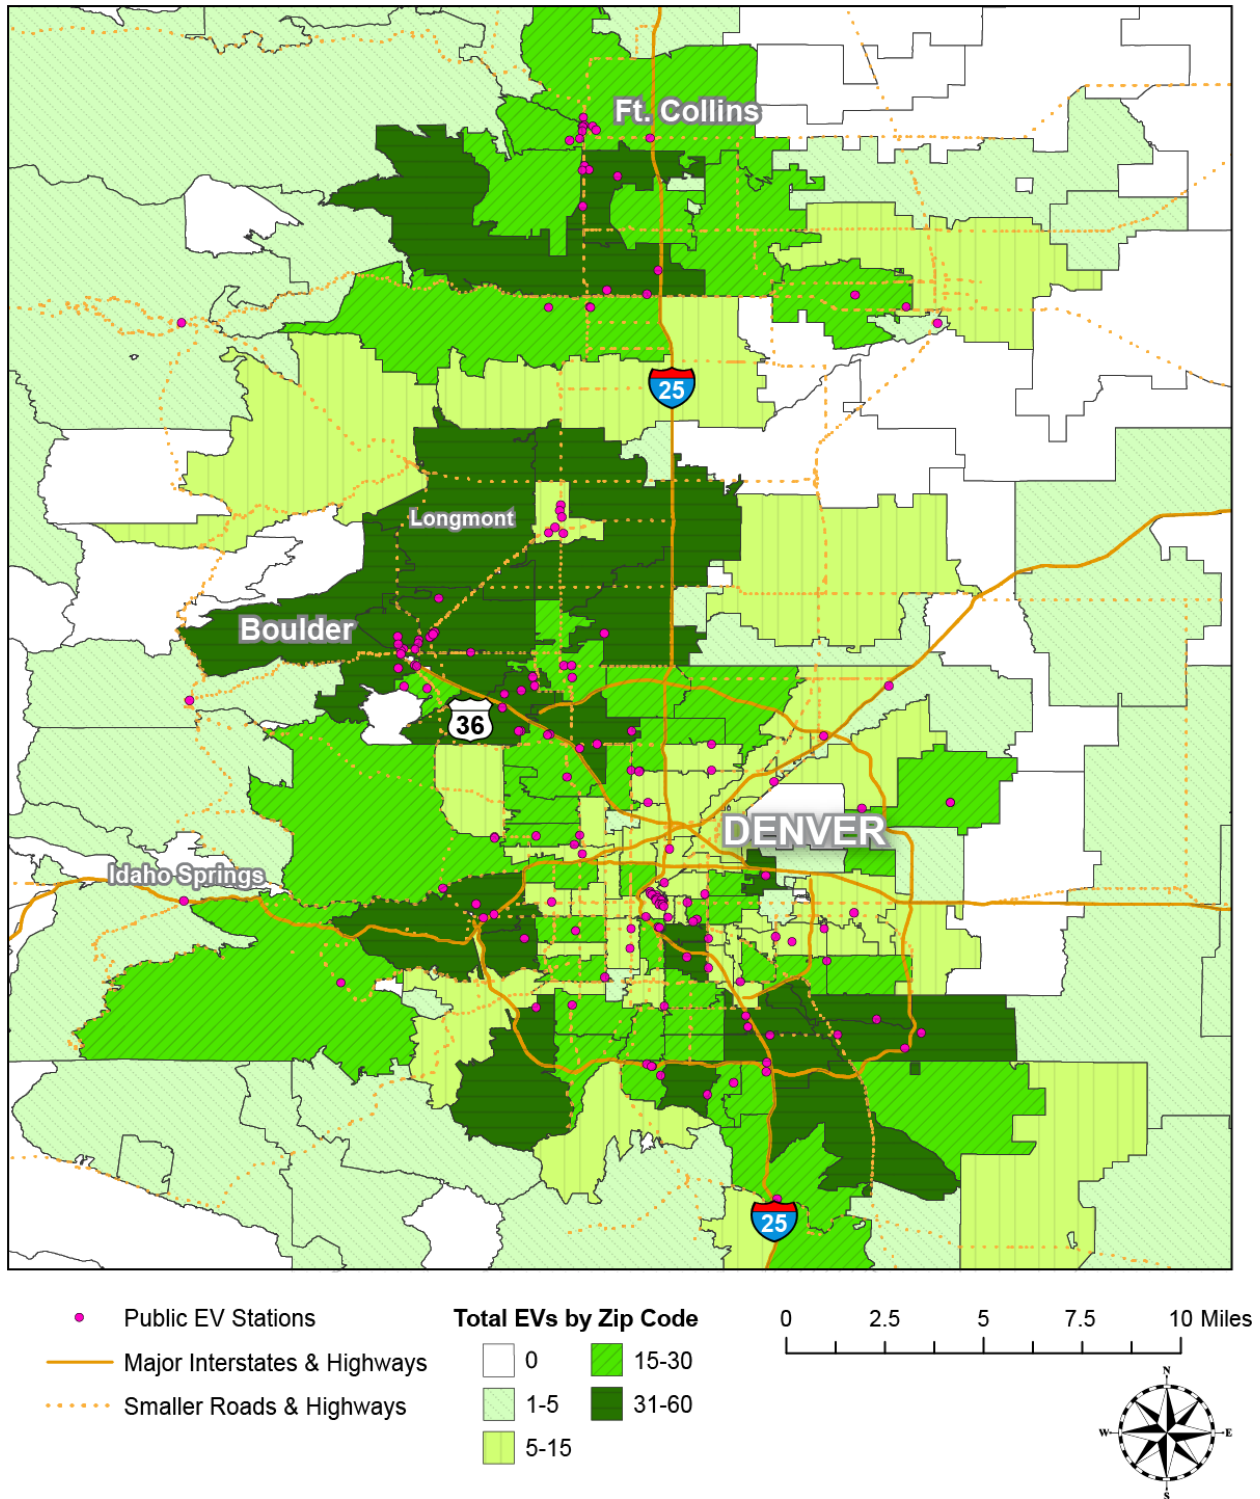 Ft. Collins
25
Longmont
Boulder
36
DENVER
Idaho Springs
25
Public EV Stations
Major Interstates & Highways
Smaller Roads & Highways
Total EVs by Zip Code
0
15-30
1-5
31-60
5-15
0 2.5 5 7.5 10 Miles
N
W E
S